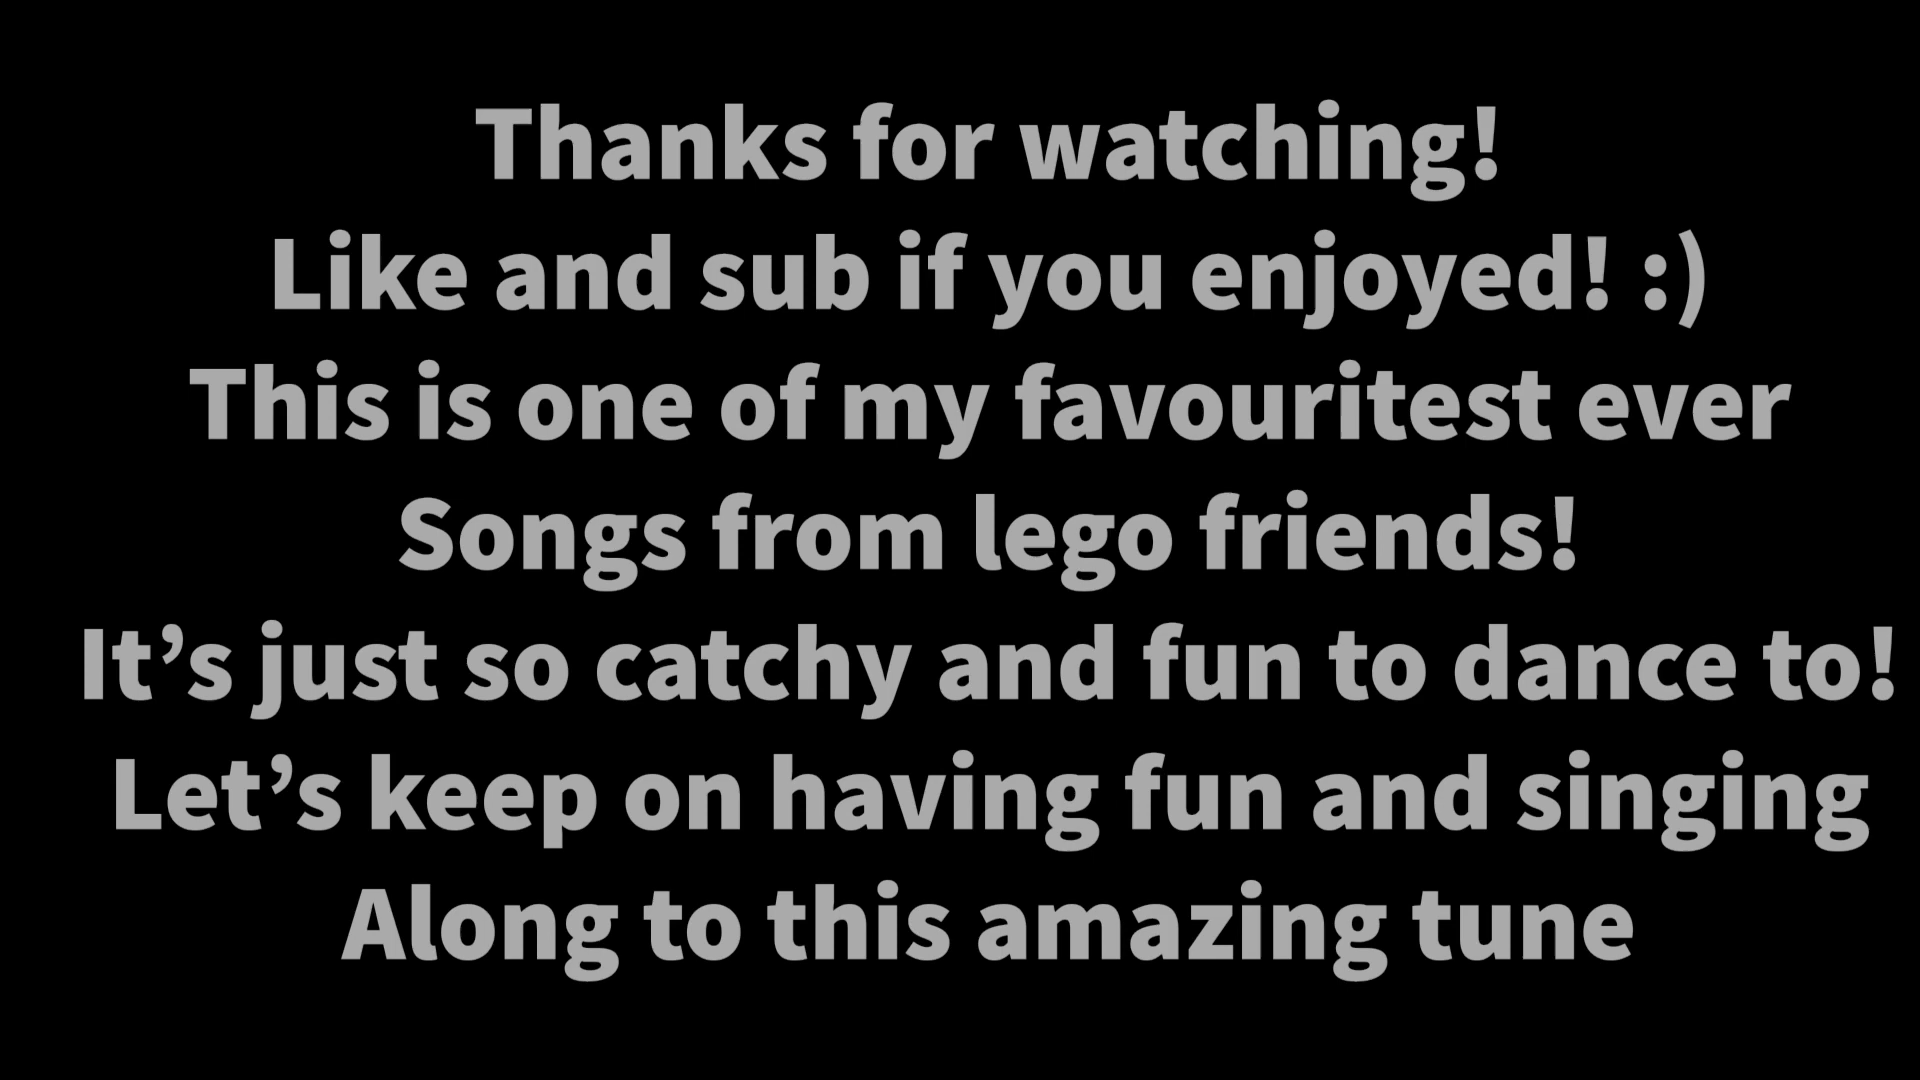 Thanks for watching!
Like and sub if you enjoyed! :)
This is one of my favouritest ever
Songs from lego friends!
It’s just so catchy and fun to dance to!
Let’s keep on having fun and singing
Along to this amazing tune